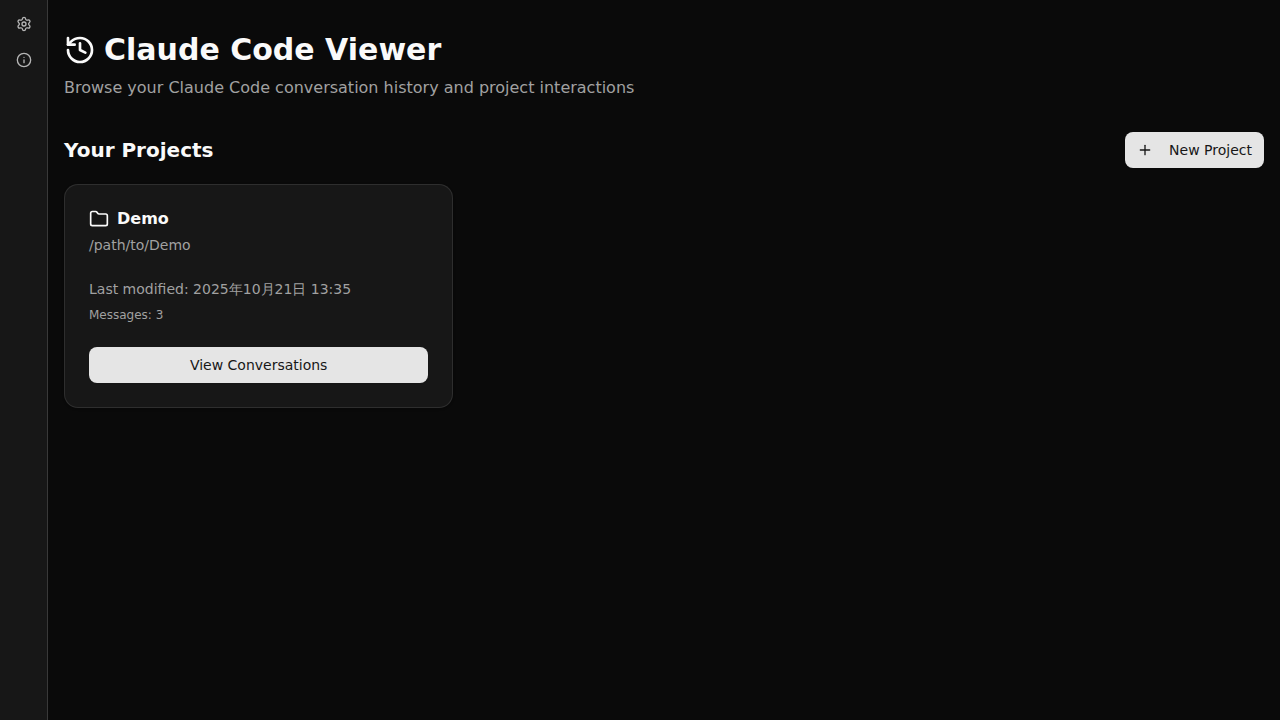 Claude Code Viewer
Browse your Claude Code conversation history and project interactions
Your Projects
New Project
Demo
/path/to/Demo
Last modified: 2025年10月21日 13:35
Messages: 3
View Conversations